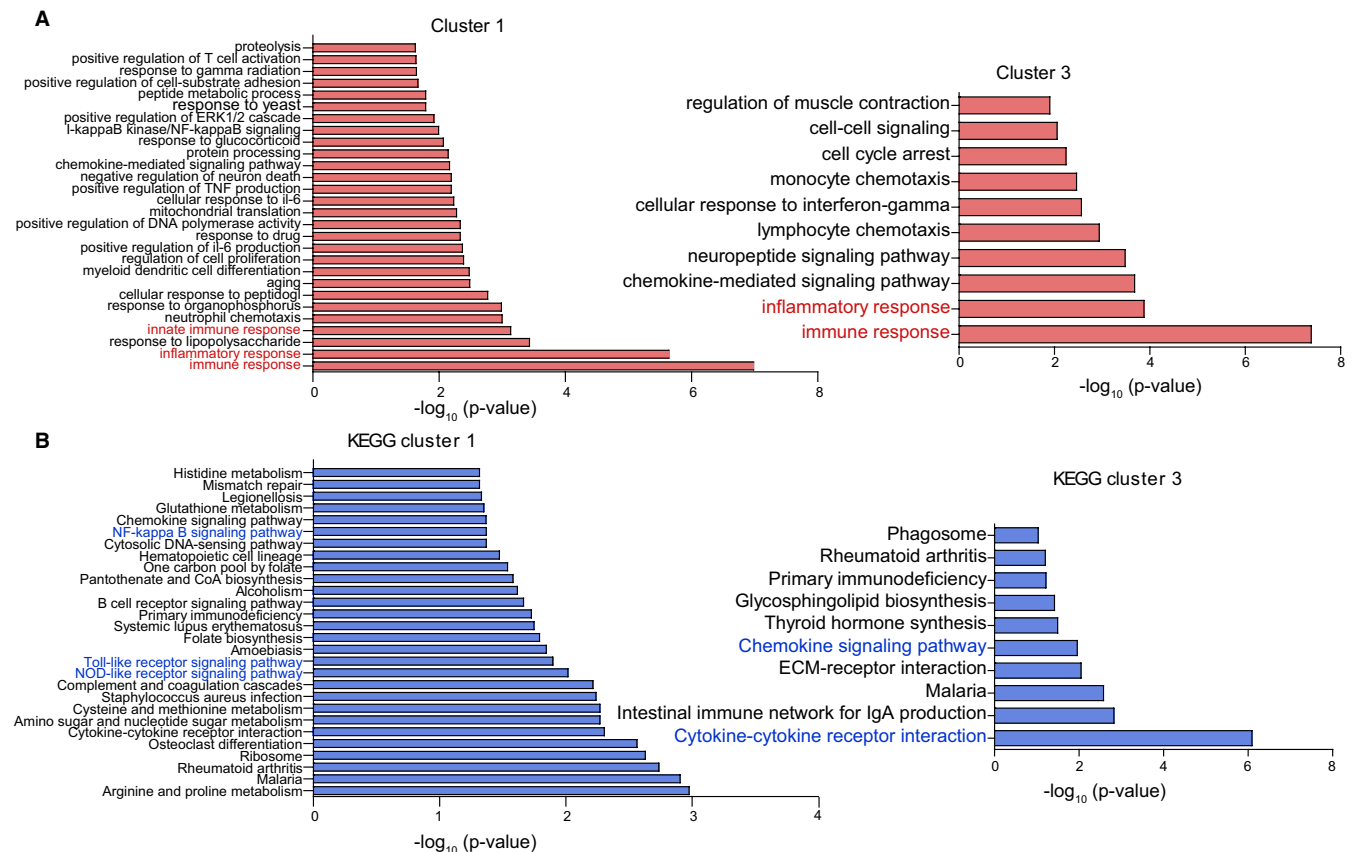 A
Cluster 1
proteolysis
positive regulation of T cell activation
response to gamma radiation
positive regulation of cell-substrate adhesion
peptide metabolic process
response to yeast
positive regulation of ERK1/2 cascade
I-kappaB kinase/NF-kappaB signaling
response to glucocorticoid
protein processing
chemokine-mediated signaling pathway
negative regulation of neuron death
positive regulation of TNF production
cellular response to il-6
mitochondrial translation
positive regulation of DNA polymerase activity
response to drug
positive regulation of il-6 production
regulation of cell proliferation
myeloid dendritic cell differentiation
aging
cellular response to peptidogl
response to organophosphorus
neutrophil chemotaxis
innate immune response
response to lipopolysaccharide
inflammatory response
immune response
0 2 4 6 8
-log10 (p-value)
Cluster 3
regulation of muscle contraction
cell-cell signaling
cell cycle arrest
monocyte chemotaxis
cellular response to interferon-gamma
lymphocyte chemotaxis
neuropeptide signaling pathway
chemokine-mediated signaling pathway
inflammatory response
immune response
0 2 4 6 8
-log10 (p-value)
B
KEGG cluster 1
Histidine metabolism
Mismatch repair
Legionellosis
Glutathione metabolism
Chemokine signaling pathway
NF-kappa B signaling pathway
Cytosolic DNA-sensing pathway
Hematopoietic cell lineage
One carbon pool by folate
Pantothenate and CoA biosynthesis
Alcoholism
B cell receptor signaling pathway
Primary immunodeficiency
Systemic lupus erythematosus
Folate biosynthesis
Amoebiasis
Toll-like receptor signaling pathway
NOD-like receptor signaling pathway
Complement and coagulation cascades
Staphylococcus aureus infection
Cysteine and methionine metabolism
Amino sugar and nucleotide sugar metabolism
Cytokine-cytokine receptor interaction
Osteoclast differentiation
Ribosome
Rheumatoid arthritis
Malaria
Arginine and proline metabolism
0 1 2 3 4
-log10 (p-value)
KEGG cluster 3
Phagosome
Rheumatoid arthritis
Primary immunodeficiency
Glycosphingolipid biosynthesis
Thyroid hormone synthesis
Chemokine signaling pathway
ECM-receptor interaction
Malaria
Intestinal immune network for IgA production
Cytokine-cytokine receptor interaction
0 2 4 6 8
-log10 (p-value)